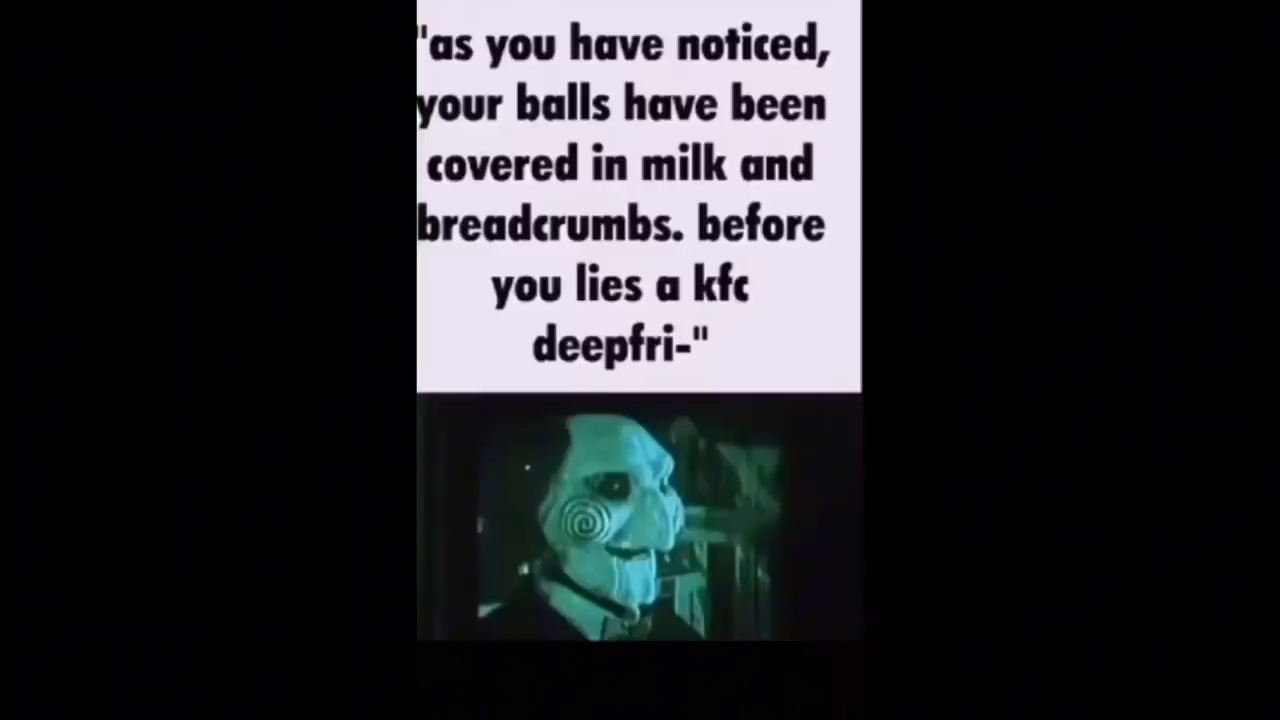 "as you have noticed,
your balls have been
covered in milk and
breadcrumbs. before
you lies a kfc
deepfri-"